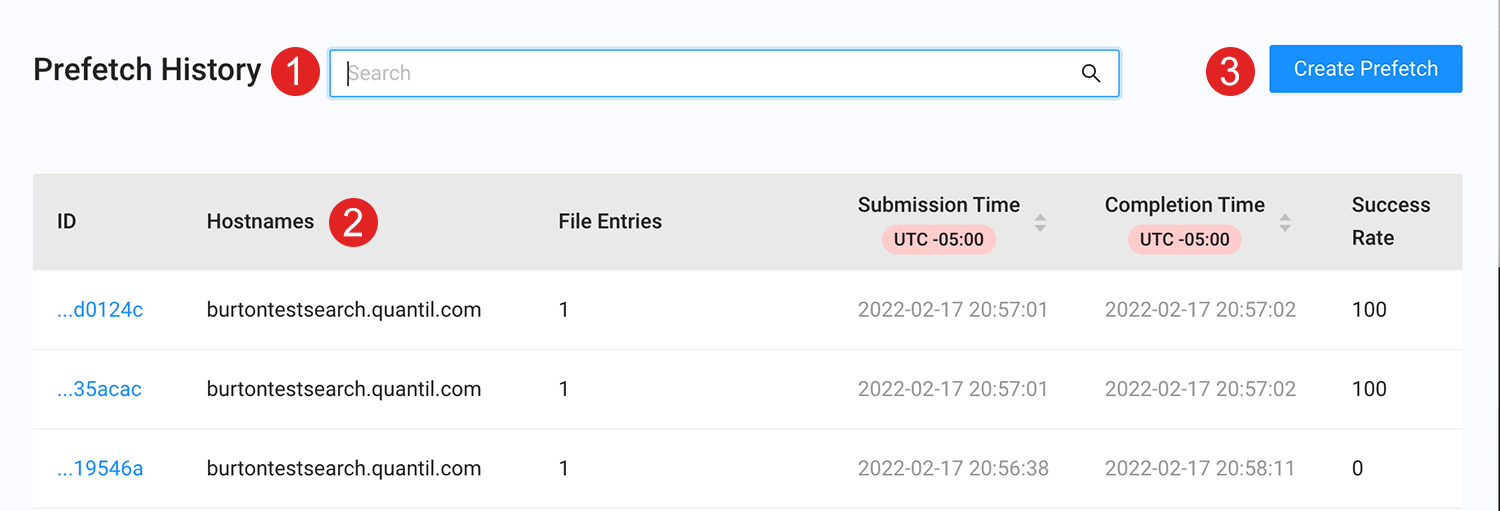 Prefetch History 1 Search 3 Create Prefetch
ID Hostnames 2 File Entries Submission Time UTC -05:00 Completion Time UTC -05:00 Success Rate
...d0124c burtontestsearch.quantil.com 1 2022-02-17 20:57:01 2022-02-17 20:57:02 100
...35acac burtontestsearch.quantil.com 1 2022-02-17 20:57:01 2022-02-17 20:57:02 100
...19546a burtontestsearch.quantil.com 1 2022-02-17 20:56:38 2022-02-17 20:58:11 0